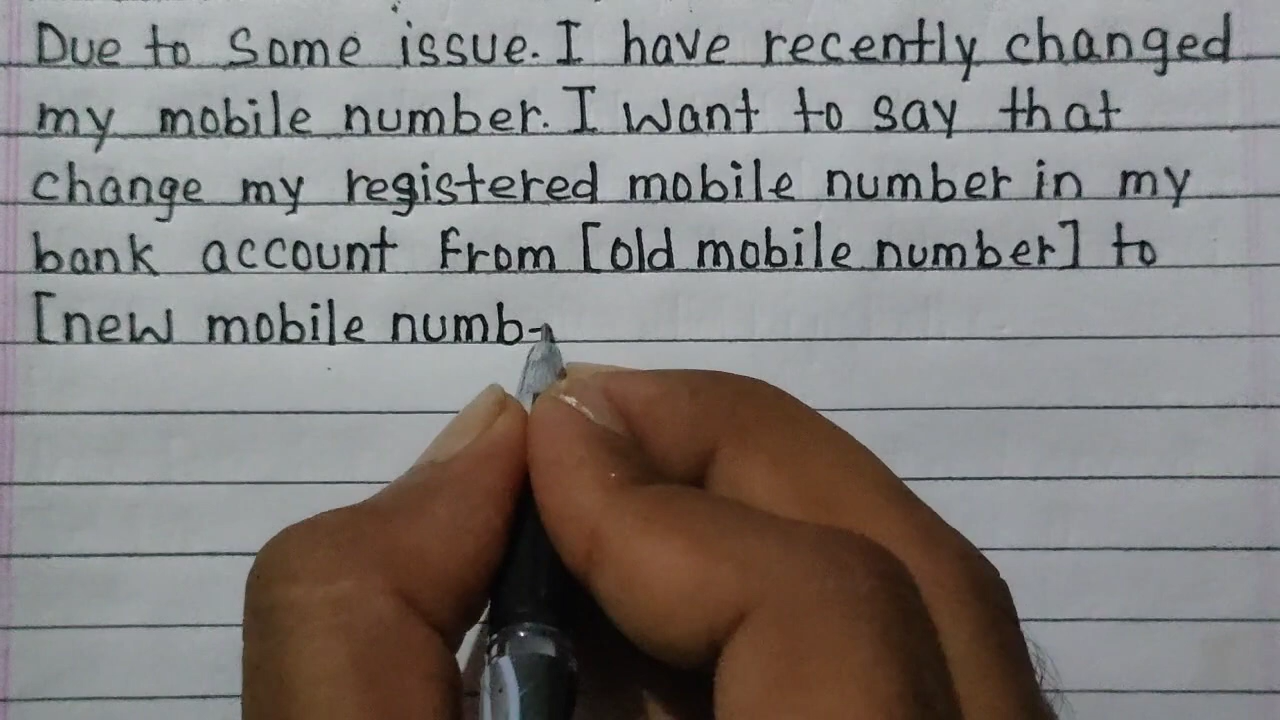 Due to Some issue. I have recently changed
my mobile number. I want to say that
change my registered mobile number in my
bank account from [old mobile number] to
[new mobile numb